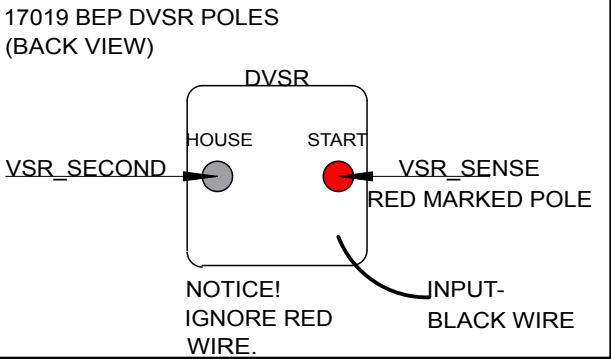 17019 BEP DVSR POLES
(BACK VIEW)
DVSR
HOUSE START
VSR_SECOND VSR_SENSE
RED MARKED POLE
NOTICE!
IGNORE RED
WIRE.
INPUT-
BLACK WIRE